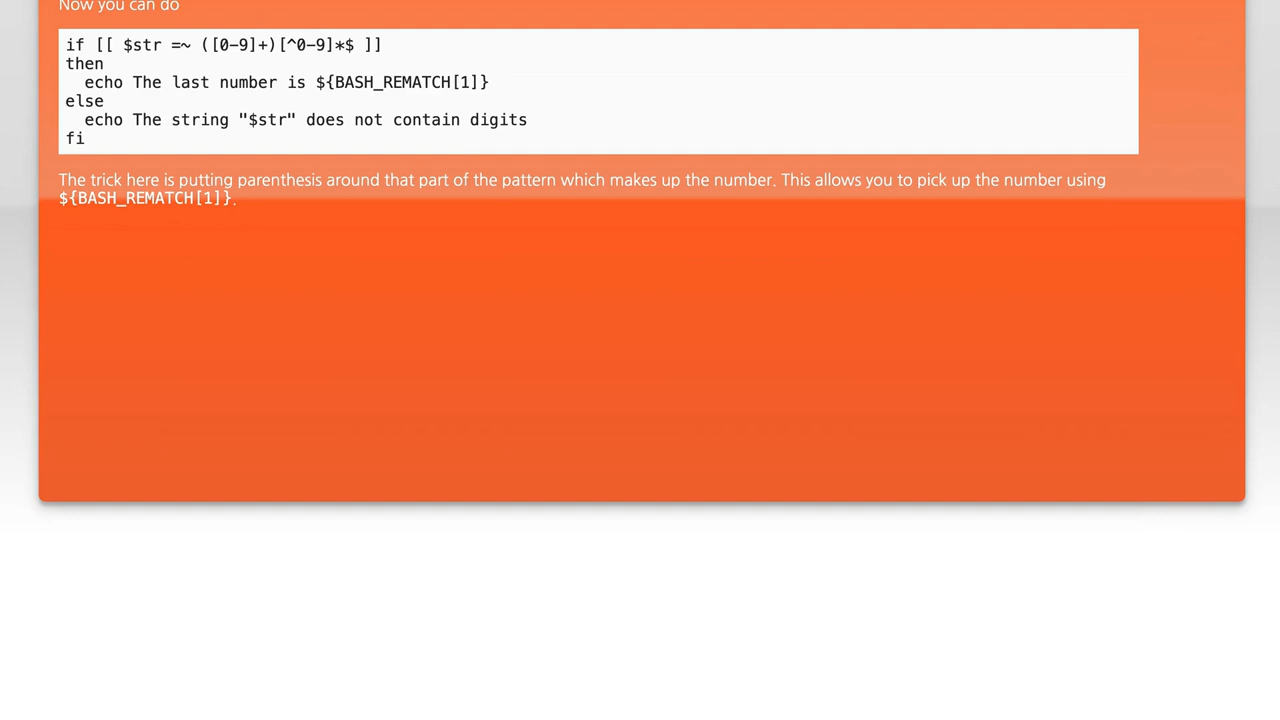 Now you can do
if [[ $str =~ ([0-9]+)[^0-9]*$ ]]
then
  echo The last number is ${BASH_REMATCH[1]}
else
  echo The string "$str" does not contain digits
fi
The trick here is putting parenthesis around that part of the pattern which makes up the number. This allows you to pick up the number using
${BASH_REMATCH[1]}.